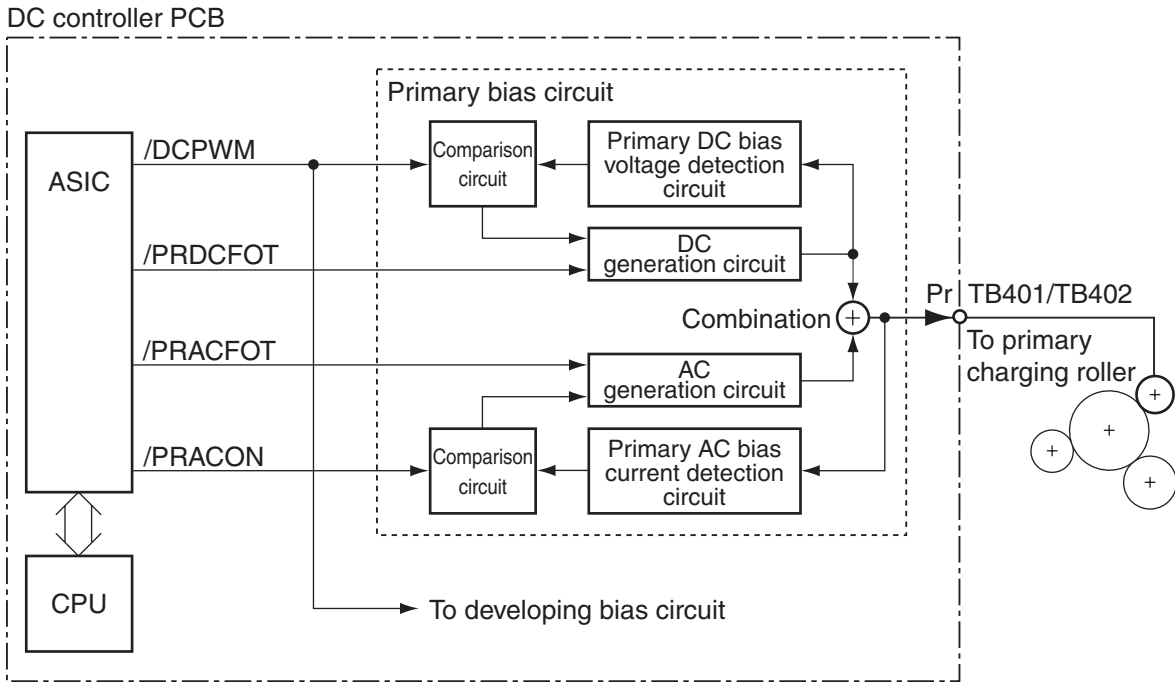 DC controller PCB
Primary bias circuit
ASIC
/DCPWM
Comparison
circuit
Primary DC bias
voltage detection
circuit
/PRDCFOT
DC
generation circuit
Combination
Pr
TB401/TB402
To primary
charging roller
/PRACFOT
AC
generation circuit
/PRACON
Comparison
circuit
Primary AC bias
current detection
circuit
CPU
To developing bias circuit